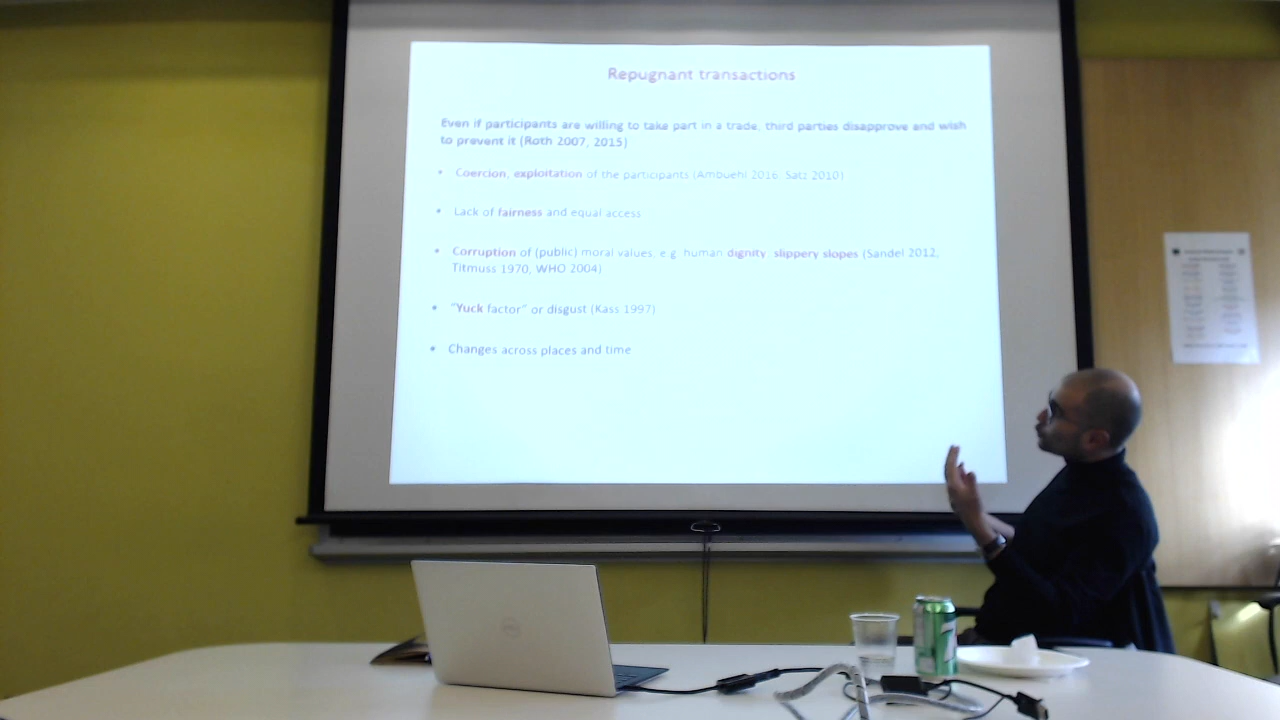 Repugnant transactions
Even if participants are willing to take part in a trade, third parties disapprove and wish
to prevent it (Roth 2007, 2015)
• Coercion, exploitation of the participants (Ambuehl 2016, Satz 2010)
• Lack of fairness and equal access
• Corruption of (public) moral values, e.g. human dignity; slippery slopes (Sandel 2012,
Titmuss 1970, WHO 2004)
• "Yuck factor" or disgust (Kass 1997)
• Changes across places and time